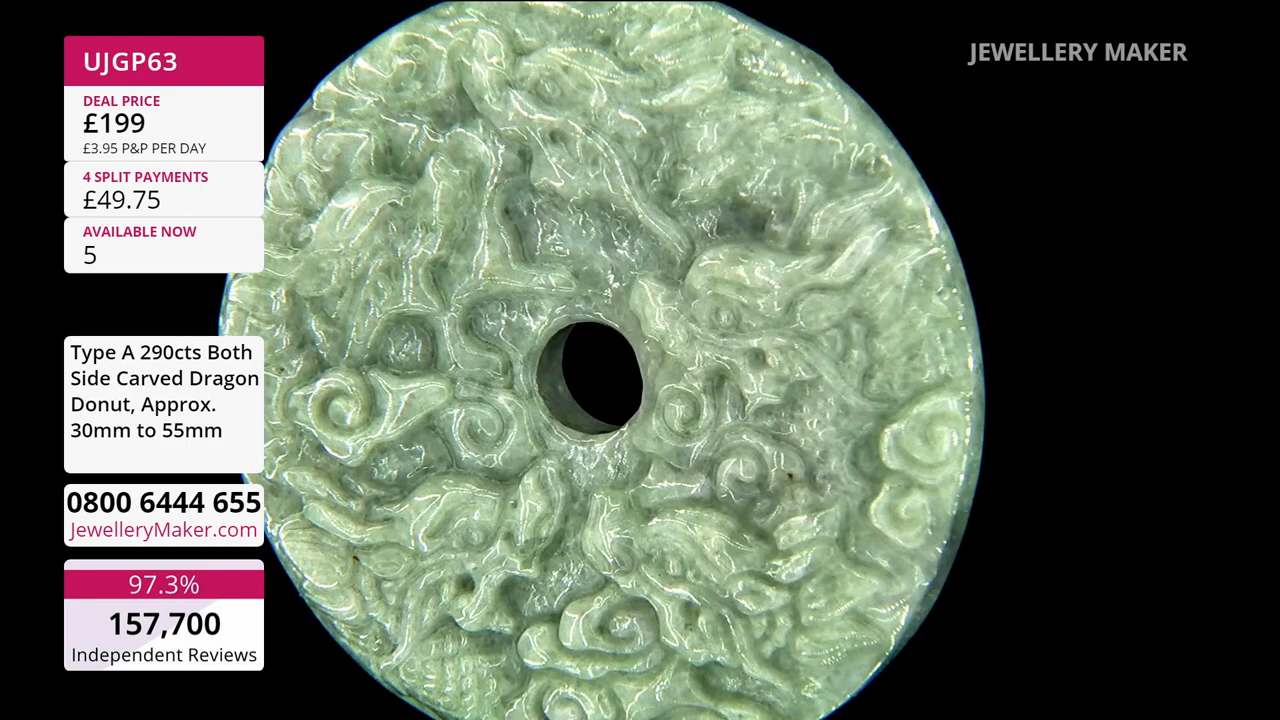 UJGP63
DEAL PRICE
£199
£3.95 P&P PER DAY
4 SPLIT PAYMENTS
£49.75
AVAILABLE NOW
5
Type A 290cts Both
Side Carved Dragon
Donut, Approx.
30mm to 55mm
0800 6444 655
JewelleryMaker.com
97.3%
157,700
Independent Reviews
JEWELLERY MAKER